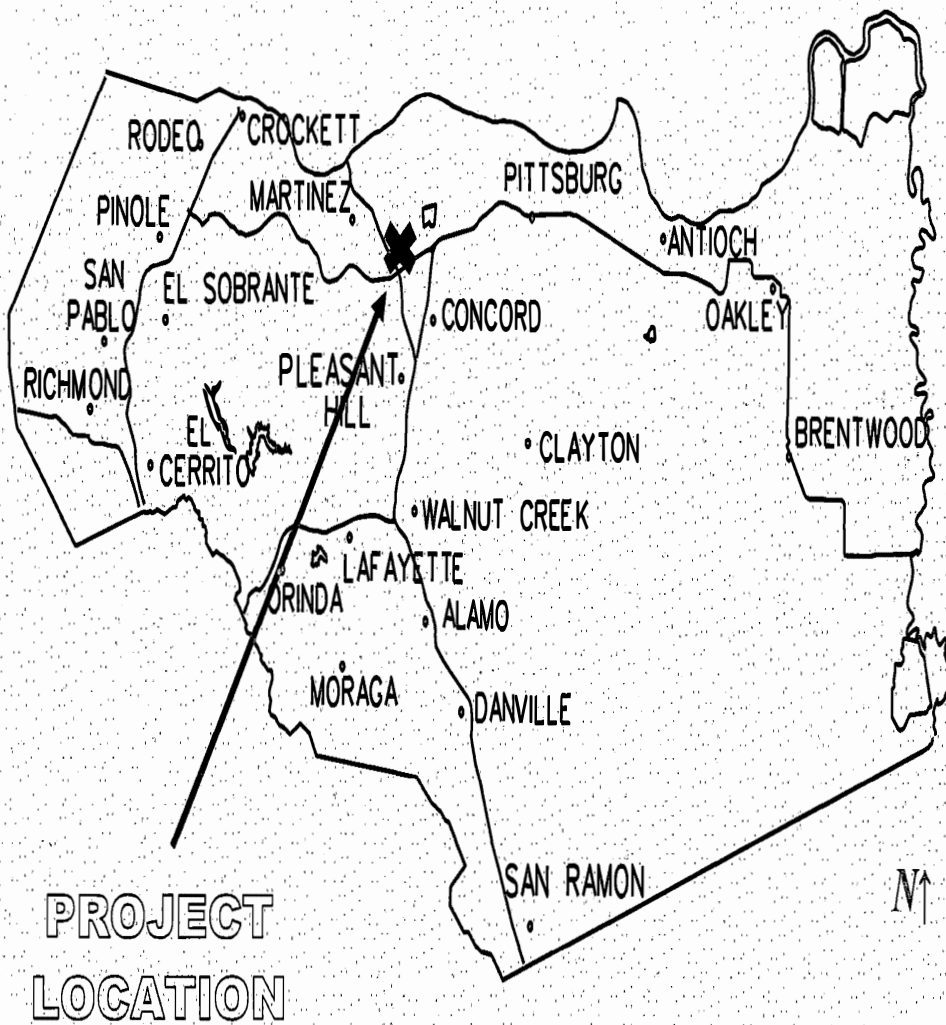 RODEO
CROCKETT
MARTINEZ
PITTSBURG
PINOLE
ANTIOCH
SAN
PABLO
EL SOBRANTE
CONCORD
OAKLEY
RICHMOND
PLEASANT
HILL
EL
CERRITO
CLAYTON
BRENTWOOD
WALNUT CREEK
LAFAYETTE
ORINDA
ALAMO
MORAGA
DANVILLE
SAN RAMON
N
PROJECT
LOCATION